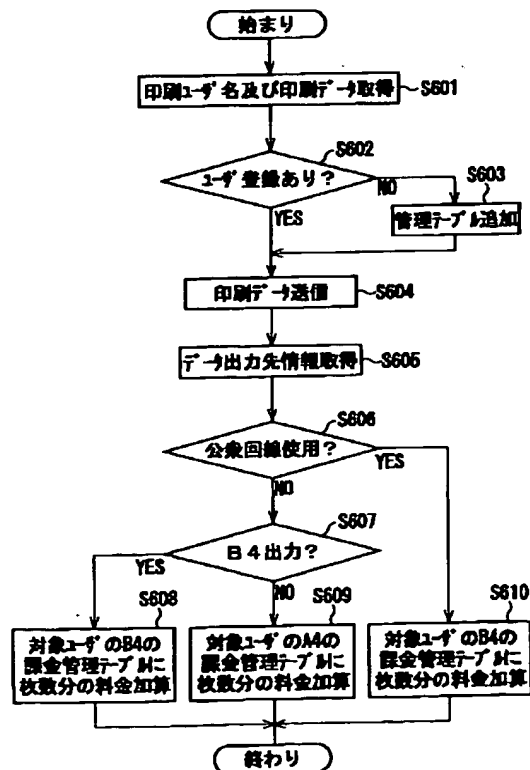 始まり
印刷ユーザ名及び印刷データ取得
S601
ユーザ登録あり？
S602
NO
YES
S603
管理テーブル追加
印刷データ送信
S604
データ出力先情報取得
S605
S606
公衆回線使用？
YES
NO
S607
B4出力？
YES
NO
S608
対象ユーザのB4の
課金管理テーブルに
枚数分の料金加算
S609
対象ユーザのA4の
課金管理テーブルに
枚数分の料金加算
S610
対象ユーザのB4の
課金管理テーブルに
枚数分の料金加算
終わり